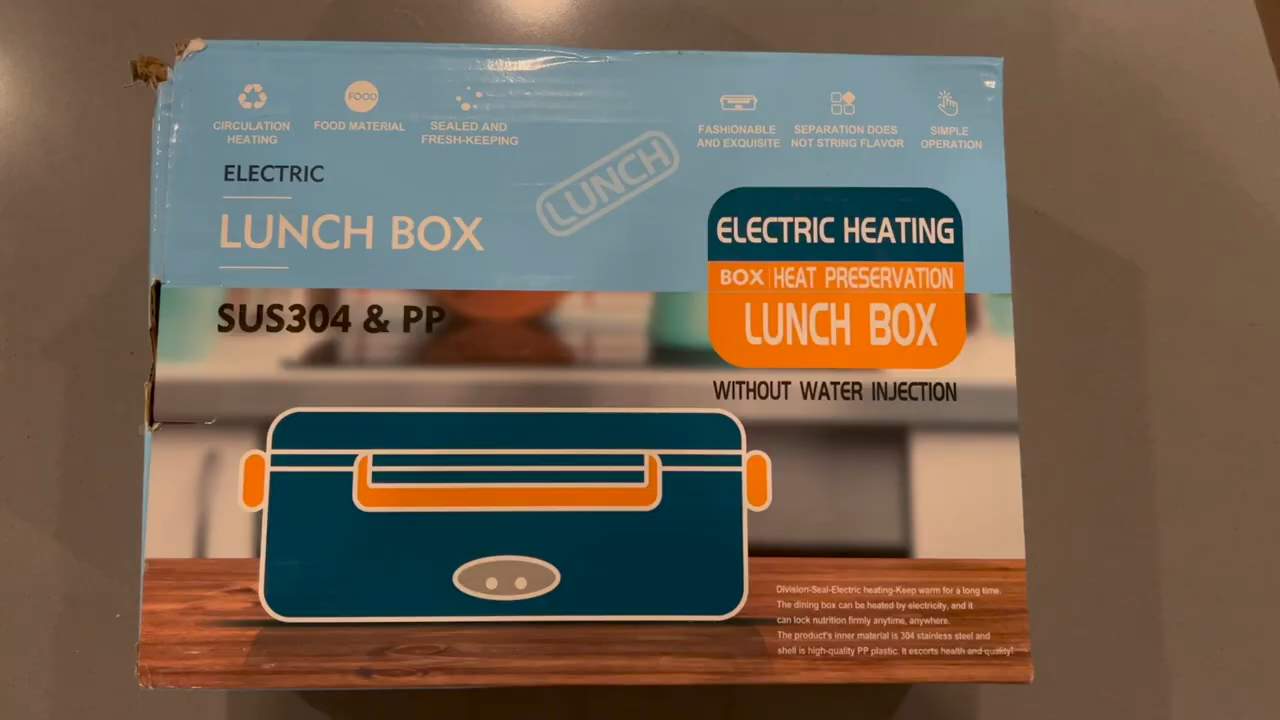 CIRCULATION
HEATING
FOOD
FOOD MATERIAL
SEALED AND
FRESH-KEEPING
FASHIONABLE
AND EXQUISITE
SEPARATION DOES
NOT STRING FLAVOR
SIMPLE
OPERATION
ELECTRIC
LUNCH BOX
LUNCH
SUS304 & PP
ELECTRIC HEATING
BOX HEAT PRESERVATION
LUNCH BOX
WITHOUT WATER INJECTION
Division-Seal-Electric heating-Keep warm for a long time.
The dining box can be heated by electricity, and it
can lock nutrition firmly anytime, anywhere.
The product's inner material is 304 stainless steel and
shell is high-quality PP plastic. It escorts health and quality!